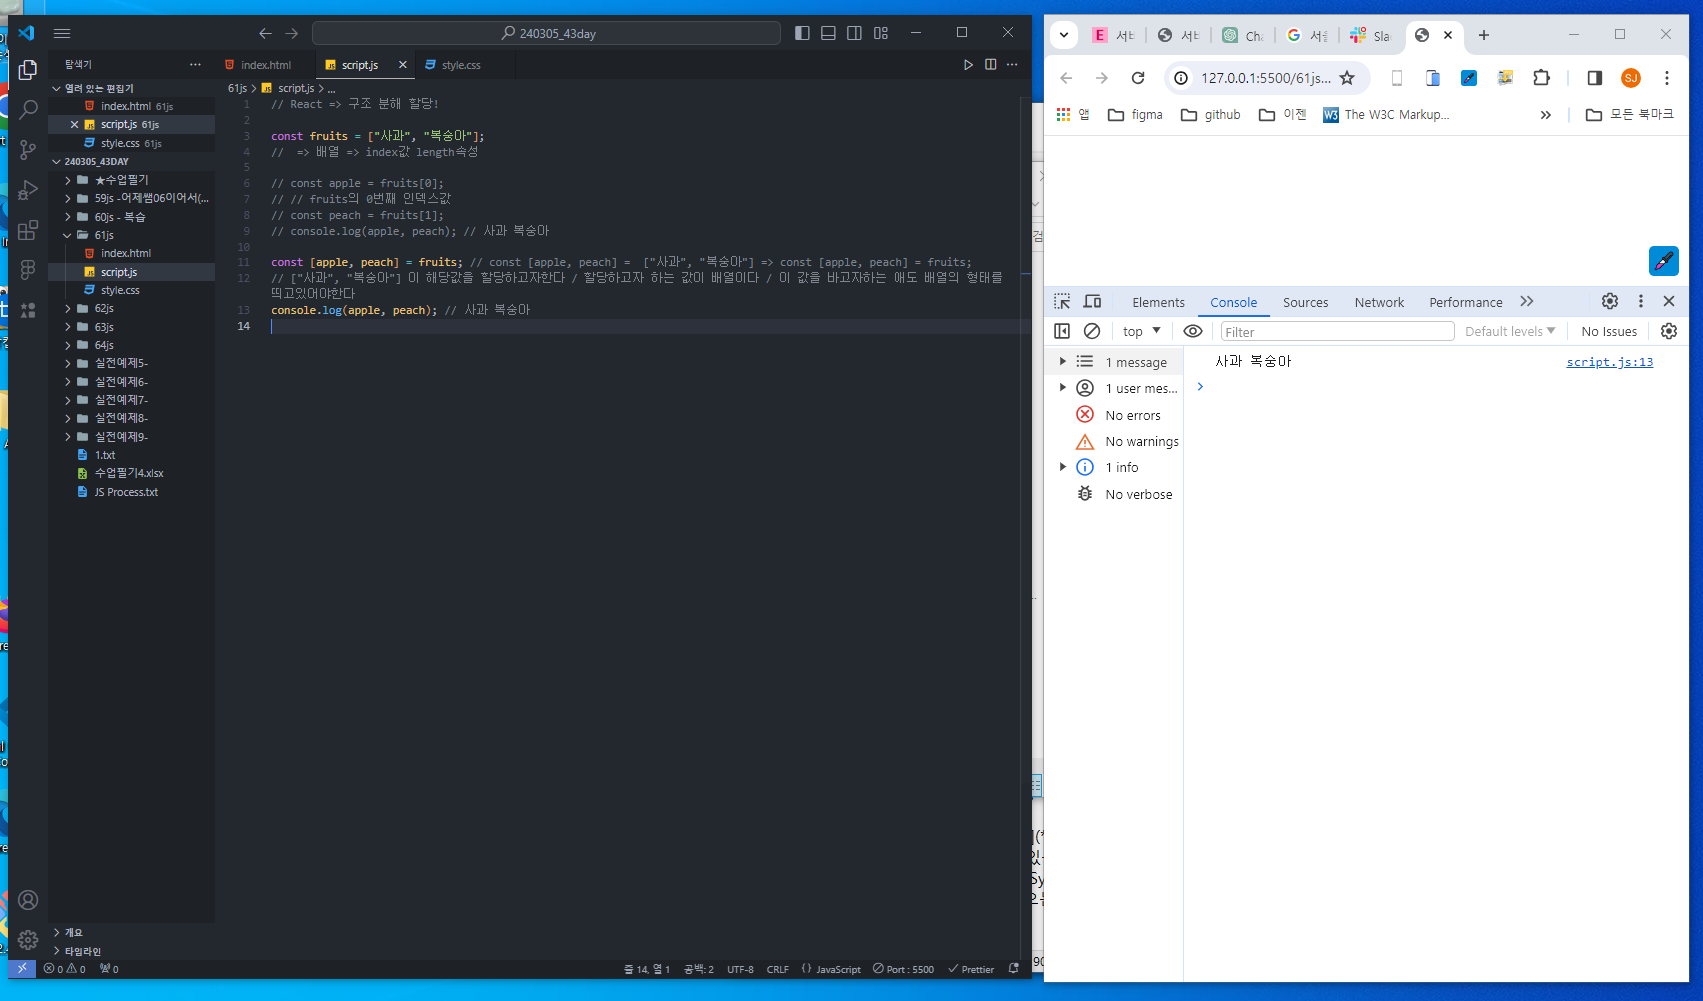 240305_43day
탐색기
index.html
script.js
style.css
열려 있는 편집기
index.html 61js
script.js 61js
style.css 61js
240305_43DAY
★수업필기
59js -어제쌤06이어서(...
60js - 복습
61js
index.html
script.js
style.css
62js
63js
64js
실전예제5-
실전예제6-
실전예제7-
실전예제8-
실전예제9-
1.txt
수업필기4.xlsx
JS Process.txt
개요
타임라인
61js > script.js > ...
1 // React => 구조 분해 할당!
2
3 const fruits = ["사과", "복숭아"];
4 //  => 배열 => index값 length속성
5
6 // const apple = fruits[0];
7 // // fruits의 0번째 인덱스값
8 // const peach = fruits[1];
9 // console.log(apple, peach); // 사과 복숭아
10
11 const [apple, peach] = fruits; // const [apple, peach] =  ["사과", "복숭아"] => const [apple, peach] = fruits;
12 // ["사과", "복숭아"] 이 해당값을 할당하고자한다 / 할당하고자 하는 값이 배열이다 / 이 값을 바고자하는 애도 배열의 형태를
띄고있어야한다
13 console.log(apple, peach); // 사과 복숭아
14
0 0 0
줄 14, 열 1 공백: 2 UTF-8 CRLF {} JavaScript Port : 5500 Prettier
E 서비
서비
Cha
G 서울
Sla
127.0.0.1:5500/61js...
SJ
앱 figma github 이젠 W3 The W3C Markup... » 모든 북마크
Elements Console Sources Network Performance
top Filter Default levels No Issues
1 message
1 user mes...
No errors
No warnings
1 info
No verbose
사과 복숭아 script.js:13